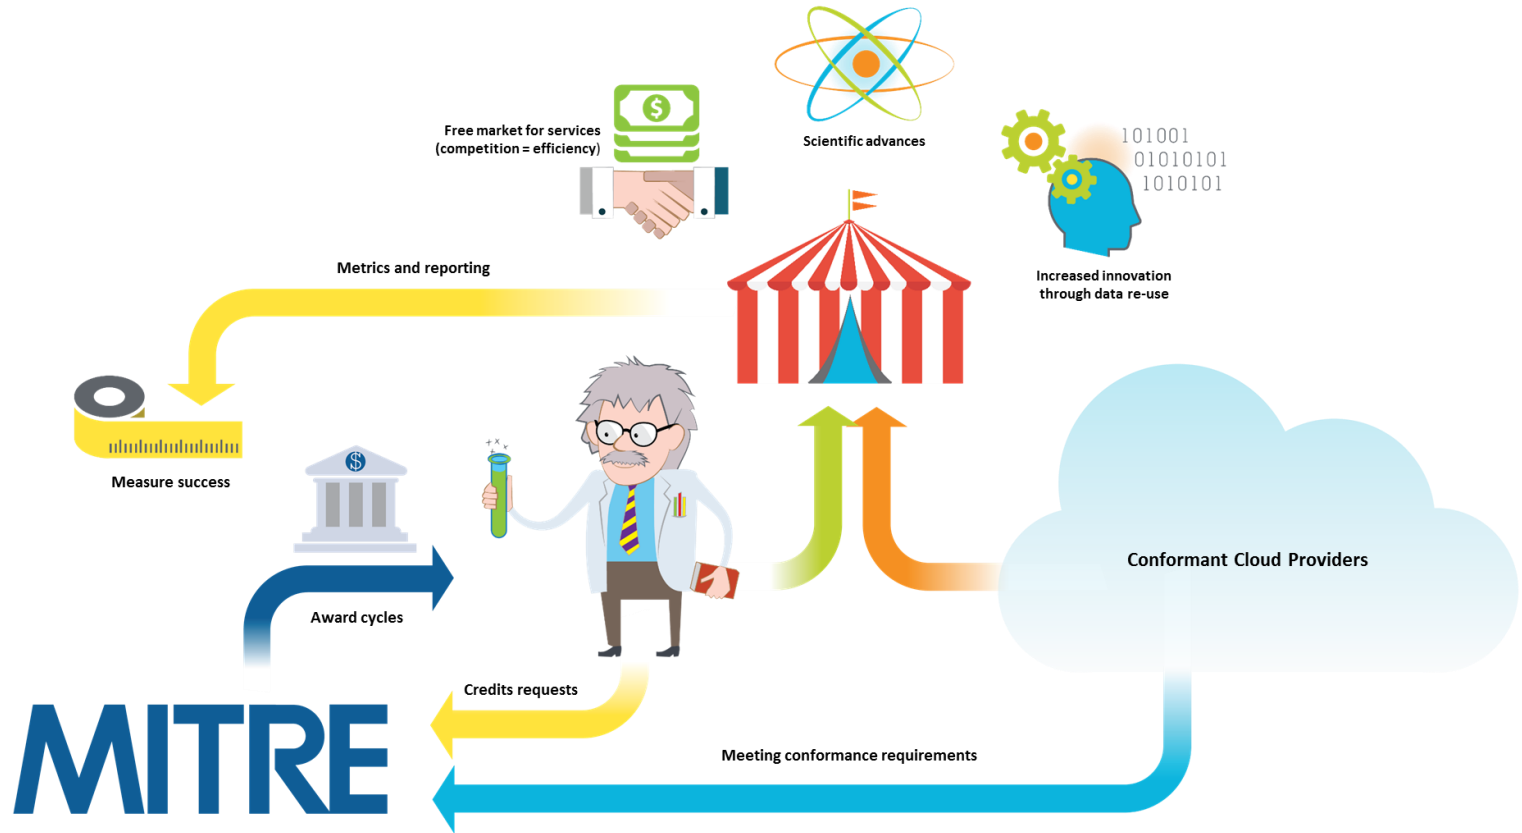 Free market for services
(competition = efficiency)
$
Scientific advances
101001
01010101
1010101
Increased innovation
through data re-use
Metrics and reporting
Measure success
$
Award cycles
Conformant Cloud Providers
Credits requests
MITRE
Meeting conformance requirements